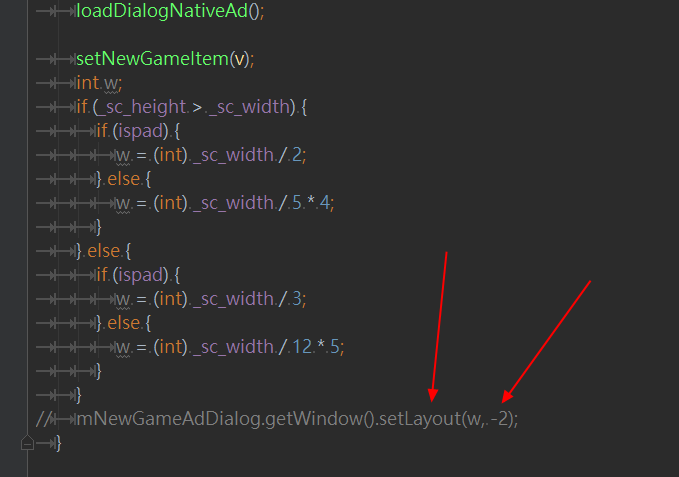 loadDialogNativeAd();
setNewGameItem(v);
int w;
if (_sc_height > _sc_width) {
if (ispad) {
w = (int) _sc_width / 2;
} else {
w = (int) _sc_width / 5 * 4;
}
} else {
if (ispad) {
w = (int) _sc_width / 3;
} else {
w = (int) _sc_width / 12 * 5;
}
}
// mNewGameAdDialog.getWindow().setLayout(w, -2);
}